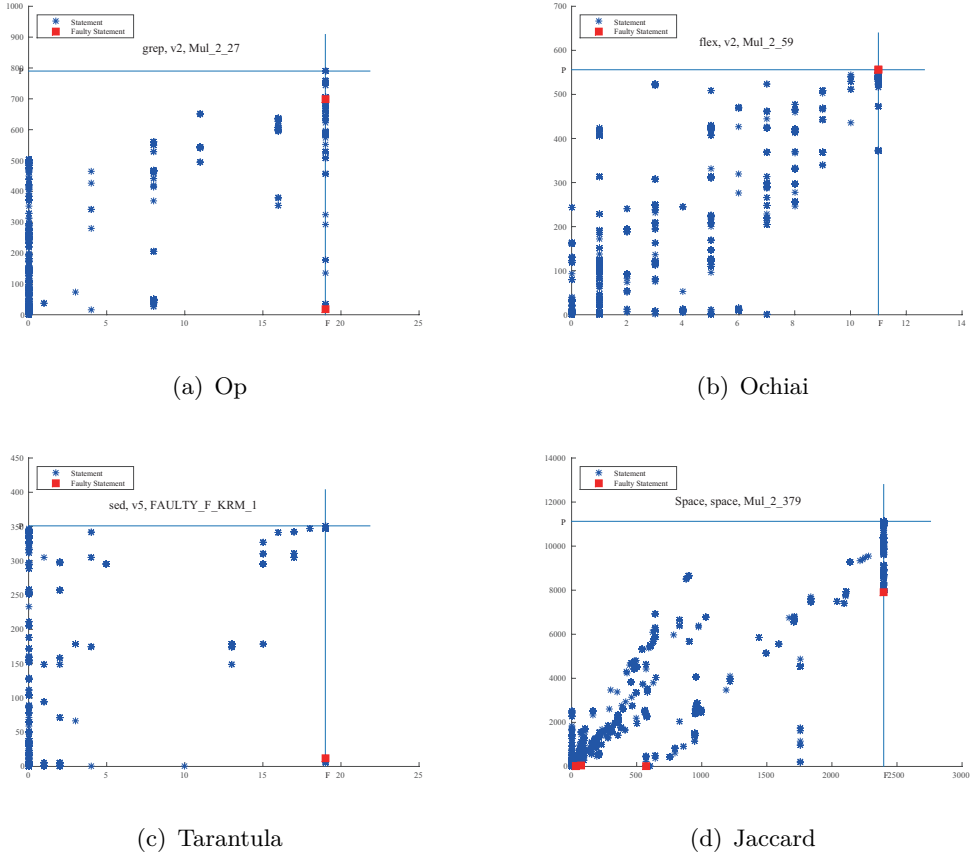 1000
900
800
700
600
500
400
300
200
100
0
P
Statement
Faulty Statement
grep, v2, Mul_2_27
0 5 10 15 F 20 25
(a) Op
700
600
500
400
300
200
100
0
P
Statement
Faulty Statement
flex, v2, Mul_2_59
0 2 4 6 8 10 F 12 14
(b) Ochiai
450
400
350
300
250
200
150
100
50
0
P
Statement
Faulty Statement
sed, v5, FAULTY_F_KRM_1
0 5 10 15 F 20 25
(c) Tarantula
14000
12000
10000
8000
6000
4000
2000
0
P
Statement
Faulty Statement
Space, space, Mul_2_379
0 500 1000 1500 2000 F 2500 3000
(d) Jaccard